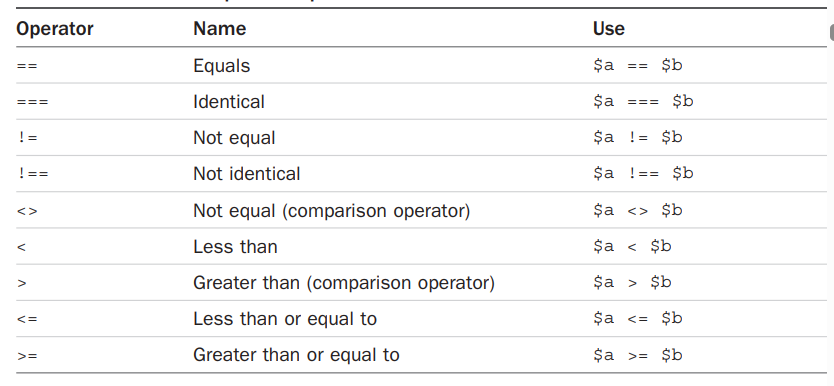 Operator Name Use
== Equals $a == $b
=== Identical $a === $b
!= Not equal $a != $b
!== Not identical $a !== $b
<> Not equal (comparison operator) $a <> $b
< Less than $a < $b
> Greater than (comparison operator) $a > $b
<= Less than or equal to $a <= $b
>= Greater than or equal to $a >= $b